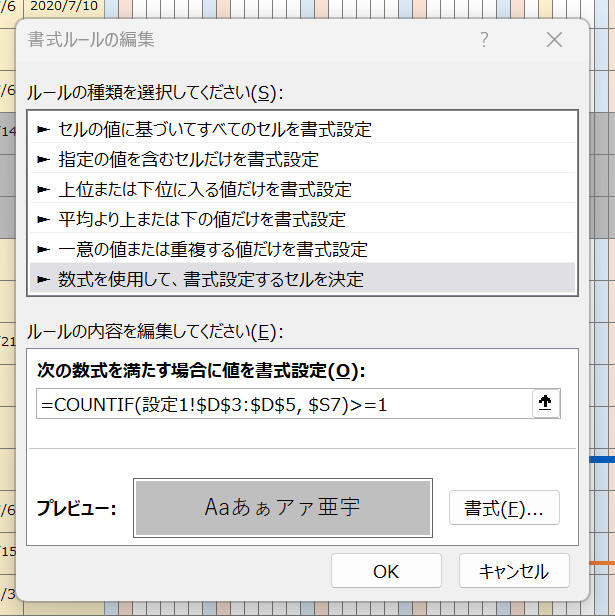 /6 2020/7/10
書式ルールの編集 ?
ルールの種類を選択してください(S):
/6
► セルの値に基づいてすべてのセルを書式設定
/14
► 指定の値を含むセルだけを書式設定
► 上位または下位に入る値だけを書式設定
► 平均より上または下の値だけを書式設定
► 一意の値または重複する値だけを書式設定
► 数式を使用して、書式設定するセルを決定
ルールの内容を編集してください(E):
/21
次の数式を満たす場合に値を書式設定(O):
=COUNTIF(設定1!$D$3:$D$5, $S7)>=1
/6
プレビュー: Aaあぁアァ亜宇 書式(F)...
/15
OK キャンセル
/3